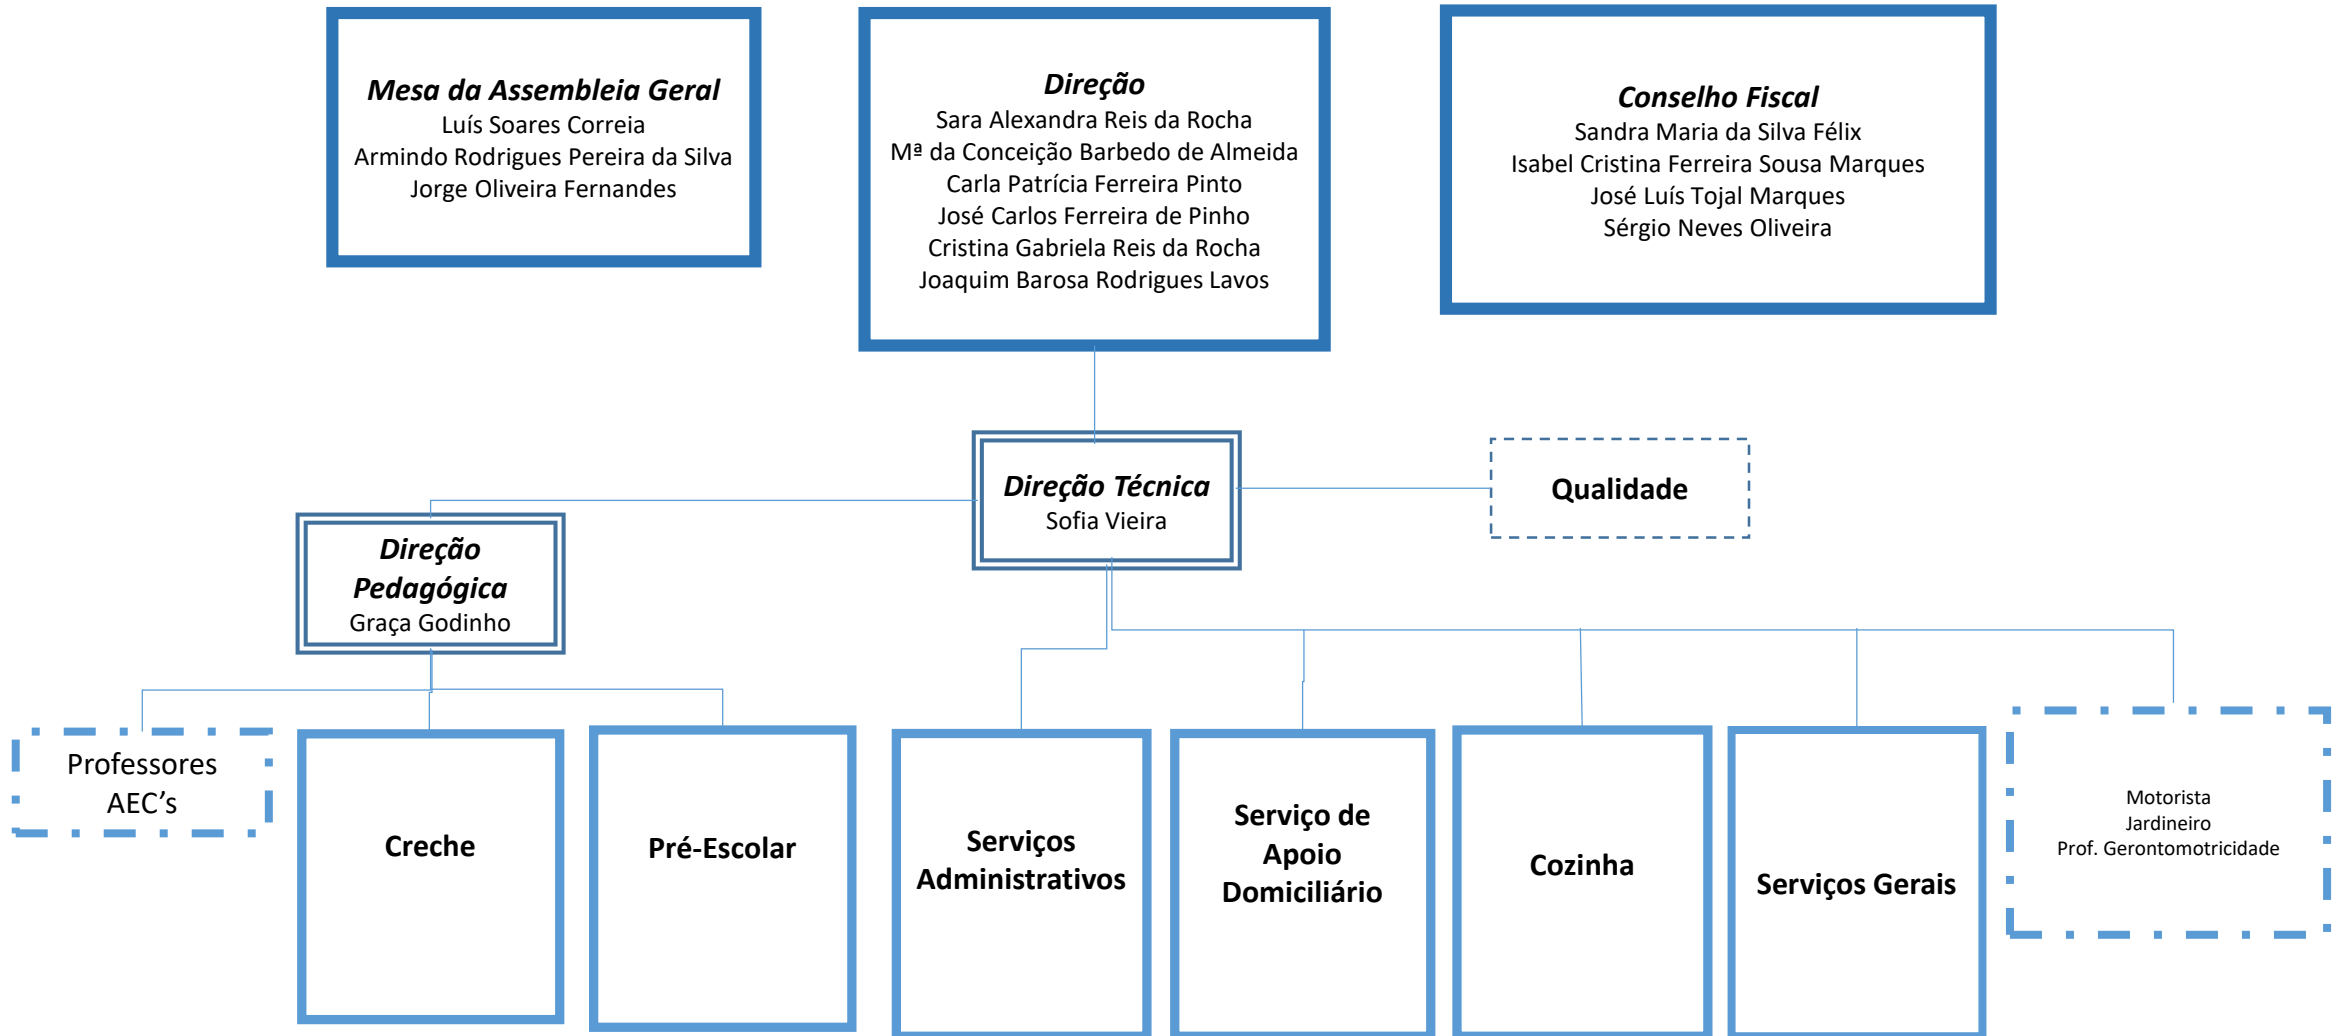 Mesa da Assembleia Geral
Luís Soares Correia
Armindo Rodrigues Pereira da Silva
Jorge Oliveira Fernandes
Direção
Sara Alexandra Reis da Rocha
Mª da Conceição Barbedo de Almeida
Carla Patrícia Ferreira Pinto
José Carlos Ferreira de Pinho
Cristina Gabriela Reis da Rocha
Joaquim Barosa Rodrigues Lavos
Conselho Fiscal
Sandra Maria da Silva Félix
Isabel Cristina Ferreira Sousa Marques
José Luís Tojal Marques
Sérgio Neves Oliveira
Direção Técnica
Sofia Vieira
Qualidade
Direção
Pedagógica
Graça Godinho
Professores
AEC’s
Creche
Pré-Escolar
Serviços
Administrativos
Serviço de
Apoio
Domiciliário
Cozinha
Serviços Gerais
Motorista
Jardineiro
Prof. Gerontomotricidade